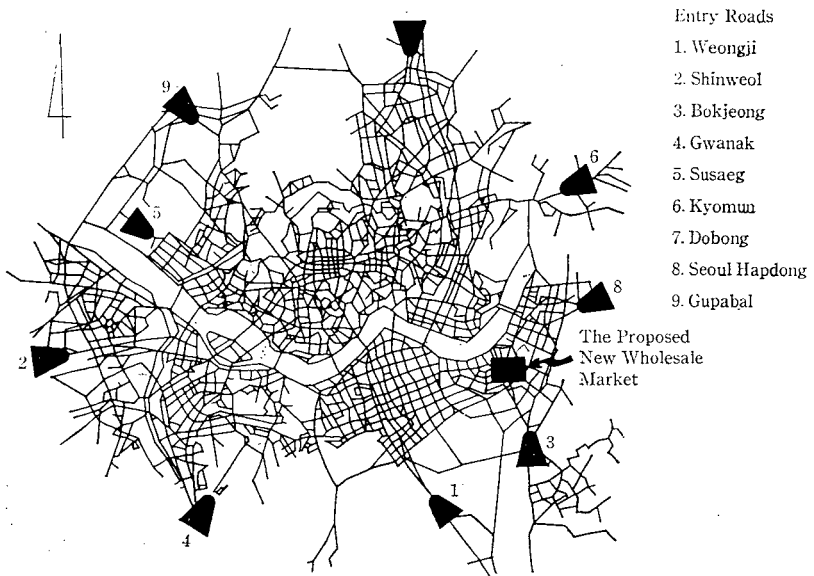 Entry Roads
1. Weongji
2. Shinweol
3. Bokjeong
4. Gwanak
5. Susaeg
6. Kyomun
7. Dobong
8. Seoul Hapdong
9. Gupabal
9
6
5
8
The Proposed
New Wholesale
Market
2
3
1
4